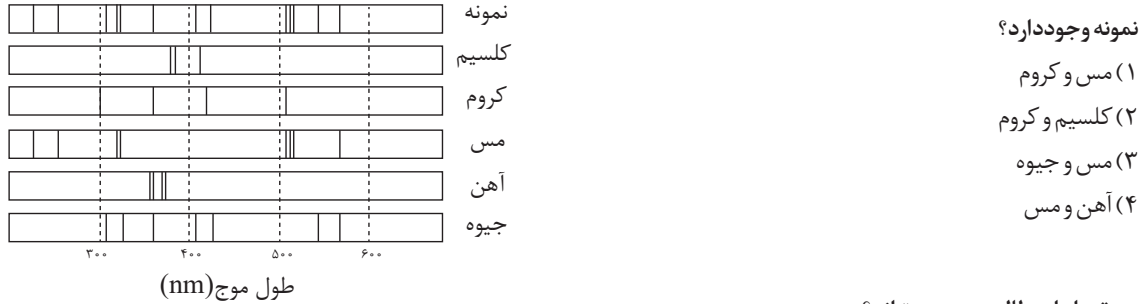 نمونه وجوددارد؟
۱) مس و کروم
۲) کلسیم و کروم
۳) مس و جیوه
۴) آهن و مس
نمونه
کلسیم
کروم
مس
آهن
جیوه
۳۰۰ ۴۰۰ ۵۰۰ ۶۰۰
طول موج(nm)